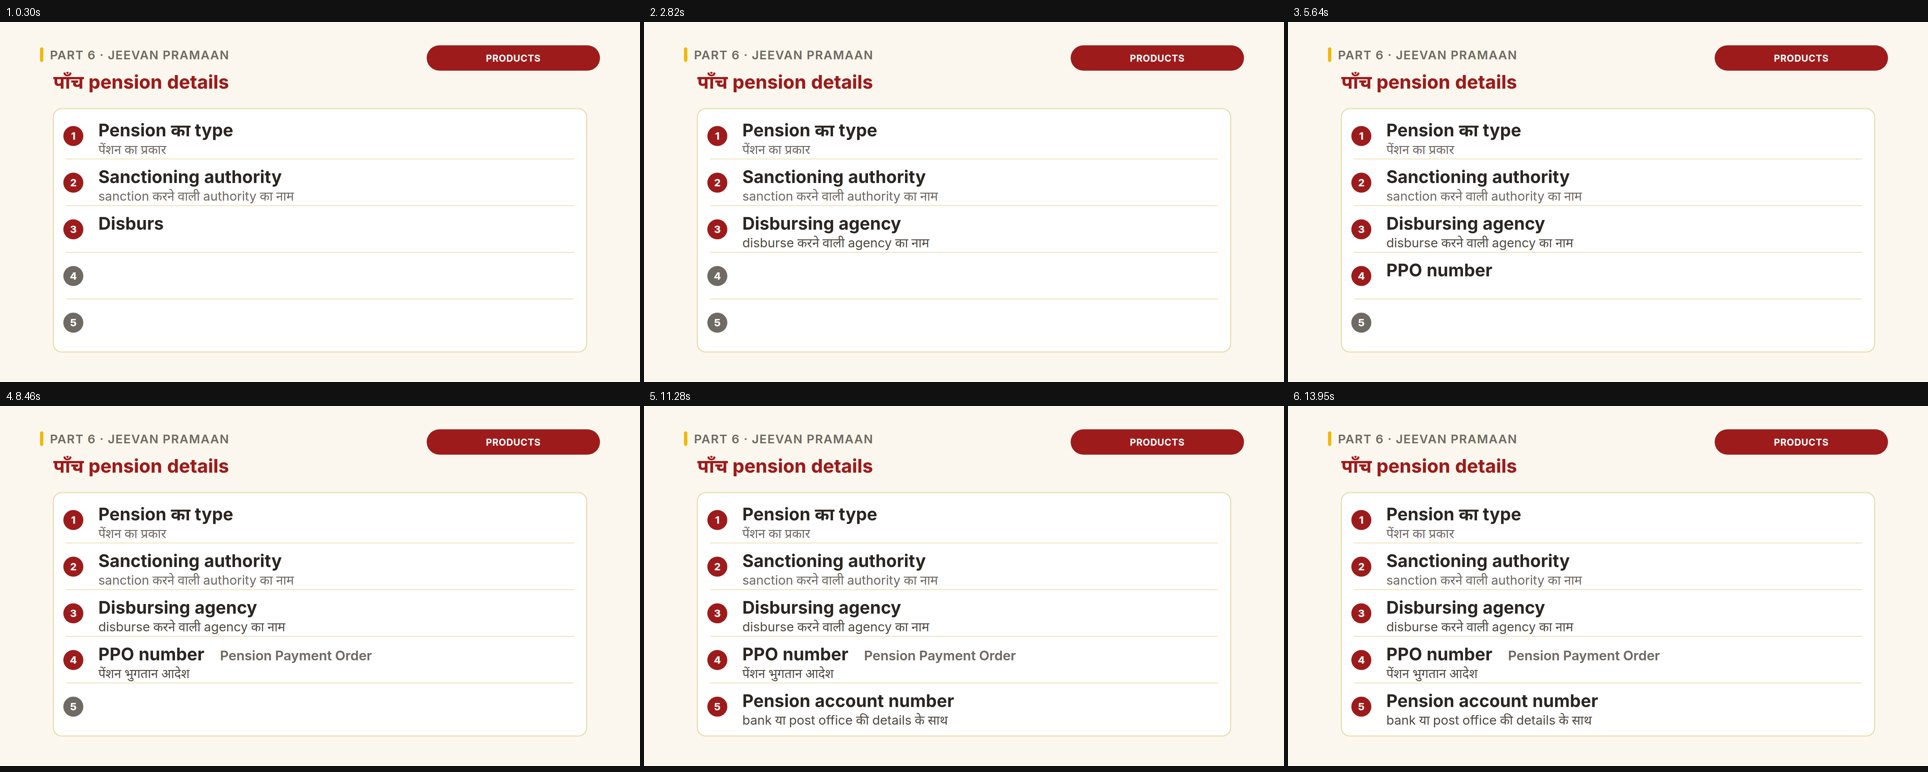 1. 0.30s
PART 6 · JEEVAN PRAMAAN
PRODUCTS
पाँच pension details
1 Pension का type
पेंशन का प्रकार
2 Sanctioning authority
sanction करने वाली authority का नाम
3 Disburs
4
5
2. 2.82s
PART 6 · JEEVAN PRAMAAN
PRODUCTS
पाँच pension details
1 Pension का type
पेंशन का प्रकार
2 Sanctioning authority
sanction करने वाली authority का नाम
3 Disbursing agency
disburse करने वाली agency का नाम
4
5
3. 5.64s
PART 6 · JEEVAN PRAMAAN
PRODUCTS
पाँच pension details
1 Pension का type
पेंशन का प्रकार
2 Sanctioning authority
sanction करने वाली authority का नाम
3 Disbursing agency
disburse करने वाली agency का नाम
4 PPO number
5
4. 8.46s
PART 6 · JEEVAN PRAMAAN
PRODUCTS
पाँच pension details
1 Pension का type
पेंशन का प्रकार
2 Sanctioning authority
sanction करने वाली authority का नाम
3 Disbursing agency
disburse करने वाली agency का नाम
4 PPO number Pension Payment Order
पेंशन भुगतान आदेश
5
5. 11.28s
PART 6 · JEEVAN PRAMAAN
PRODUCTS
पाँच pension details
1 Pension का type
पेंशन का प्रकार
2 Sanctioning authority
sanction करने वाली authority का नाम
3 Disbursing agency
disburse करने वाली agency का नाम
4 PPO number Pension Payment Order
पेंशन भुगतान आदेश
5 Pension account number
bank या post office की details के साथ
6. 13.95s
PART 6 · JEEVAN PRAMAAN
PRODUCTS
पाँच pension details
1 Pension का type
पेंशन का प्रकार
2 Sanctioning authority
sanction करने वाली authority का नाम
3 Disbursing agency
disburse करने वाली agency का नाम
4 PPO number Pension Payment Order
पेंशन भुगतान आदेश
5 Pension account number
bank या post office की details के साथ